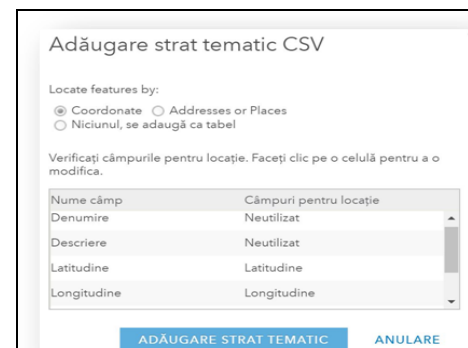 Adăugare strat tematic CSV
Locate features by:
Coordonate Addresses or Places
Niciunul, se adaugă ca tabel
Verificați câmpurile pentru locație. Faceți clic pe o celulă pentru a o
modifica.
Nume câmp Câmpuri pentru locație
Denumire Neutilizat
Descriere Neutilizat
Latitudine Latitudine
Longitudine Longitudine
ADĂUGARE STRAT TEMATIC ANULARE